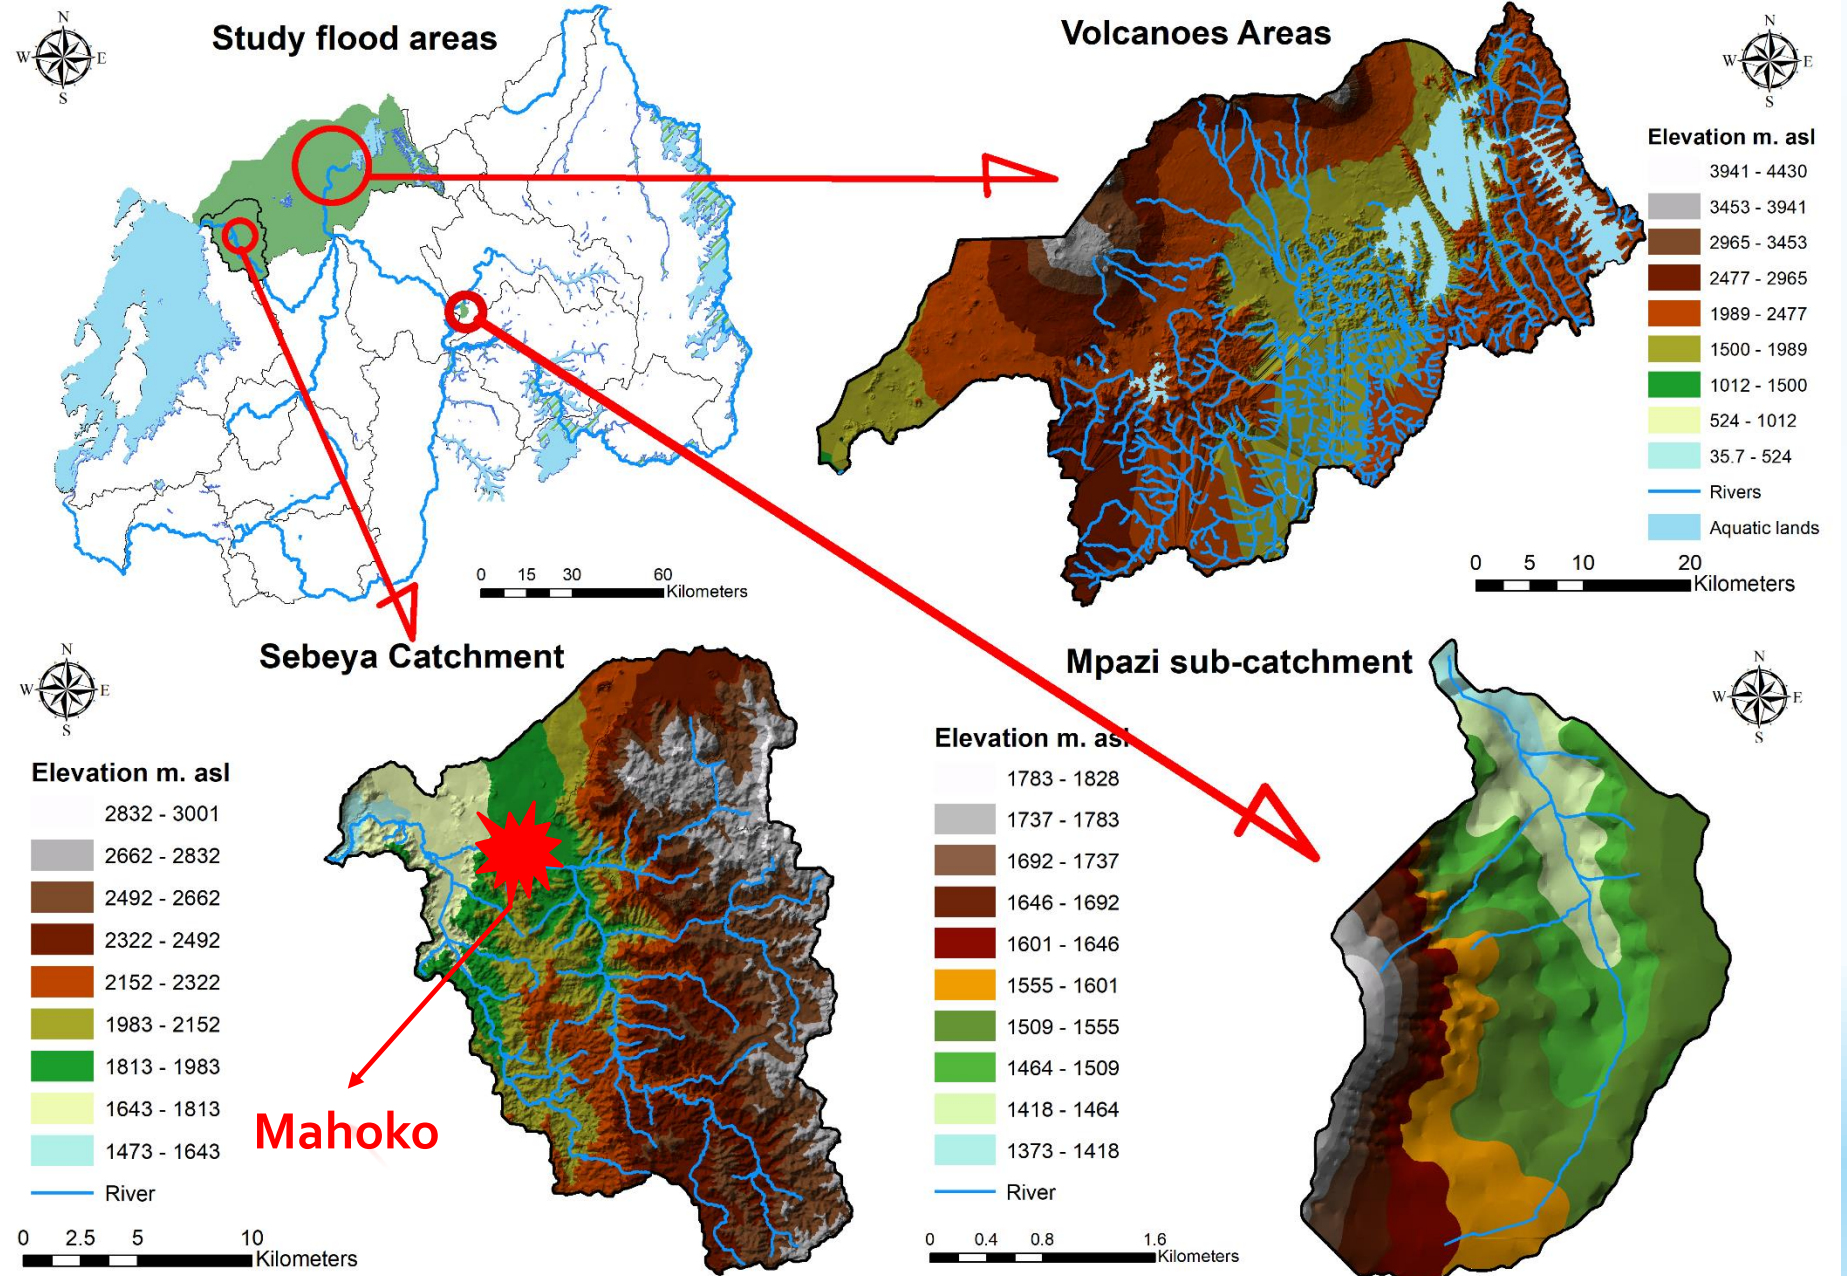 Study flood areas
N
W E
S
0 15 30 60
Kilometers
Volcanoes Areas
N
W E
S
Elevation m. asl
3941 - 4430
3453 - 3941
2965 - 3453
2477 - 2965
1989 - 2477
1500 - 1989
1012 - 1500
524 - 1012
35.7 - 524
Rivers
Aquatic lands
0 5 10 20
Kilometers
Sebeya Catchment
N
W E
S
Elevation m. asl
2832 - 3001
2662 - 2832
2492 - 2662
2322 - 2492
2152 - 2322
1983 - 2152
1813 - 1983
1643 - 1813
1473 - 1643
River
0 2.5 5 10
Kilometers
Mahoko
Mpazi sub-catchment
N
W E
S
Elevation m. asl
1783 - 1828
1737 - 1783
1692 - 1737
1646 - 1692
1601 - 1646
1555 - 1601
1509 - 1555
1464 - 1509
1418 - 1464
1373 - 1418
River
0 0.4 0.8 1.6
Kilometers